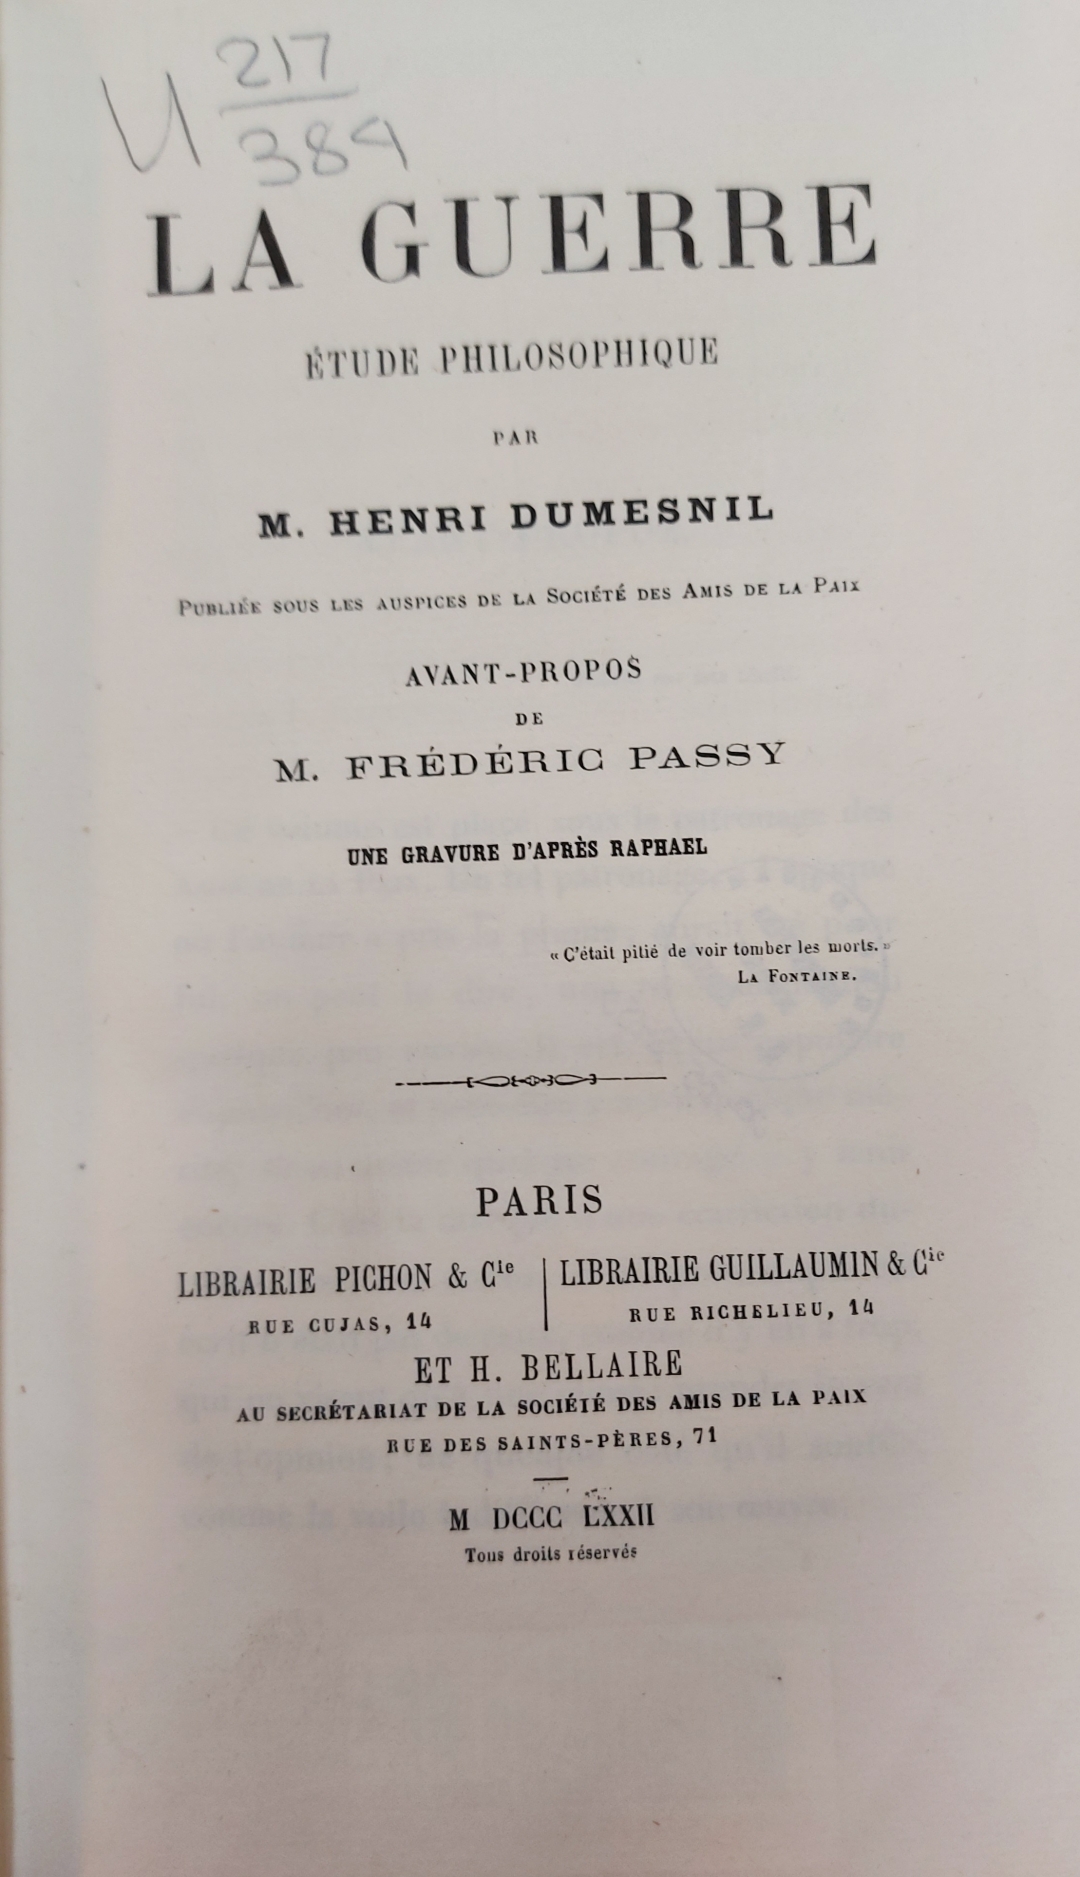 И 217
384
LA GUERRE
ÉTUDE PHILOSOPHIQUE
PAR
M. HENRI DUMESNIL
PUBLIÉE SOUS LES AUSPICES DE LA SOCIÉTÉ DES AMIS DE LA PAIX
AVANT-PROPOS
DE
M. FRÉDÉRIC PASSY
UNE GRAVURE D'APRÈS RAPHAEL
« C'était pitié de voir tomber les morts. »
LA FONTAINE.
PARIS
LIBRAIRIE PICHON & Cie | LIBRAIRIE GUILLAUMIN & Cie
RUE CUJAS, 14 | RUE RICHELIEU, 14
ET H. BELLAIRE
AU SECRÉTARIAT DE LA SOCIÉTÉ DES AMIS DE LA PAIX
RUE DES SAINTS-PÈRES, 71
M DCCC LXXII
Tous droits réservés